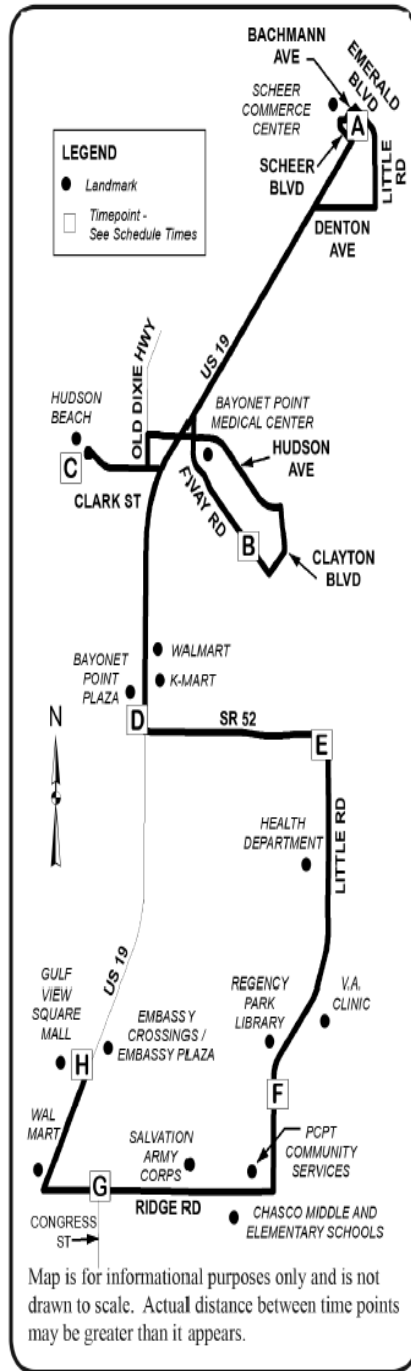 BACHMANN
AVE
EMERALD
BLVD
SCHEER
COMMERCE
CENTER
A
LITTLE
RD
SCHEER
BLVD
DENTON
AVE
LEGEND
Landmark
Timepoint -
See Schedule Times
US 19
OLD DIXIE HWY
HUDSON
BEACH
BAYONET POINT
MEDICAL CENTER
HUDSON
AVE
C
CLARK ST
FIVAY RD
B
CLAYTON
BLVD
WALMART
BAYONET
POINT
PLAZA
K-MART
D
SR 52
E
N
HEALTH
DEPARTMENT
LITTLE RD
US 19
GULF
VIEW
SQUARE
MALL
EMBASSY
CROSSINGS /
EMBASSY PLAZA
REGENCY
PARK
LIBRARY
V.A.
CLINIC
H
F
WAL
MART
SALVATION
ARMY
CORPS
PCPT
COMMUNITY
SERVICES
G
RIDGE RD
CONGRESS
ST
CHASCO MIDDLE AND
ELEMENTARY SCHOOLS
Map is for informational purposes only and is not
drawn to scale. Actual distance between time points
may be greater than it appears.